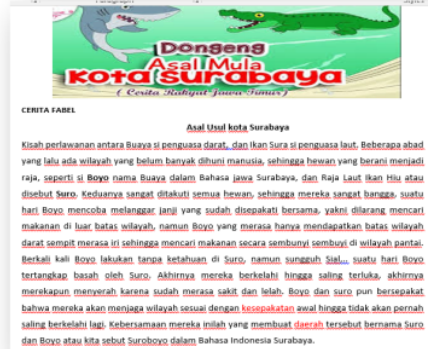 Dongeng
Asal Mula
Kota Surabaya
( Cerita Rakyat Jawa Timur )
CERITA FABEL
Asal Usul kota Surabaya
Kisah perlawanan antara Buaya si penguasa darat, dan Ikan Sura si penguasa laut. Beberapa abad
yang lalu ada wilayah yang belum banyak dihuni manusia, sehingga hewan yang berani menjadi
raja, seperti si Boyo nama Buaya dalam Bahasa jawa Surabaya, dan Raja Laut Ikan Hiu atau
disebut Suro. Keduanya sangat ditakuti semua hewan, sehingga mereka sangat bangga, suatu
hari Boyo mencoba melanggar janji yang sudah disepakati bersama, yakni dilarang mencari
makanan di luar batas wilayah, namun Boyo yang merasa hanya mendapatkan batas wilayah
darat sempit merasa iri sehingga mencari makanan secara sembunyi sembuyi di wilayah pantai.
Berkali kali Boyo lakukan tanpa ketahuan di Suro, namun sungguh Sial... suatu hari Boyo
tertangkap basah oleh Suro. Akhirnya mereka berkelahi hingga saling terluka, akhirnya
merekapun menyerah karena sudah merasa sakit dan lelah. Boyo dan suro pun bersepakat
bahwa mereka akan menjaga wilayah sesuai dengan kesepakatan awal hingga tidak akan pernah
saling berkelahi lagi. Kebersamaan mereka inilah yang membuat daerah tersebut bernama Suro
dan Boyo atau kita sebut Suroboyo dalam Bahasa Indonesia Surabaya.